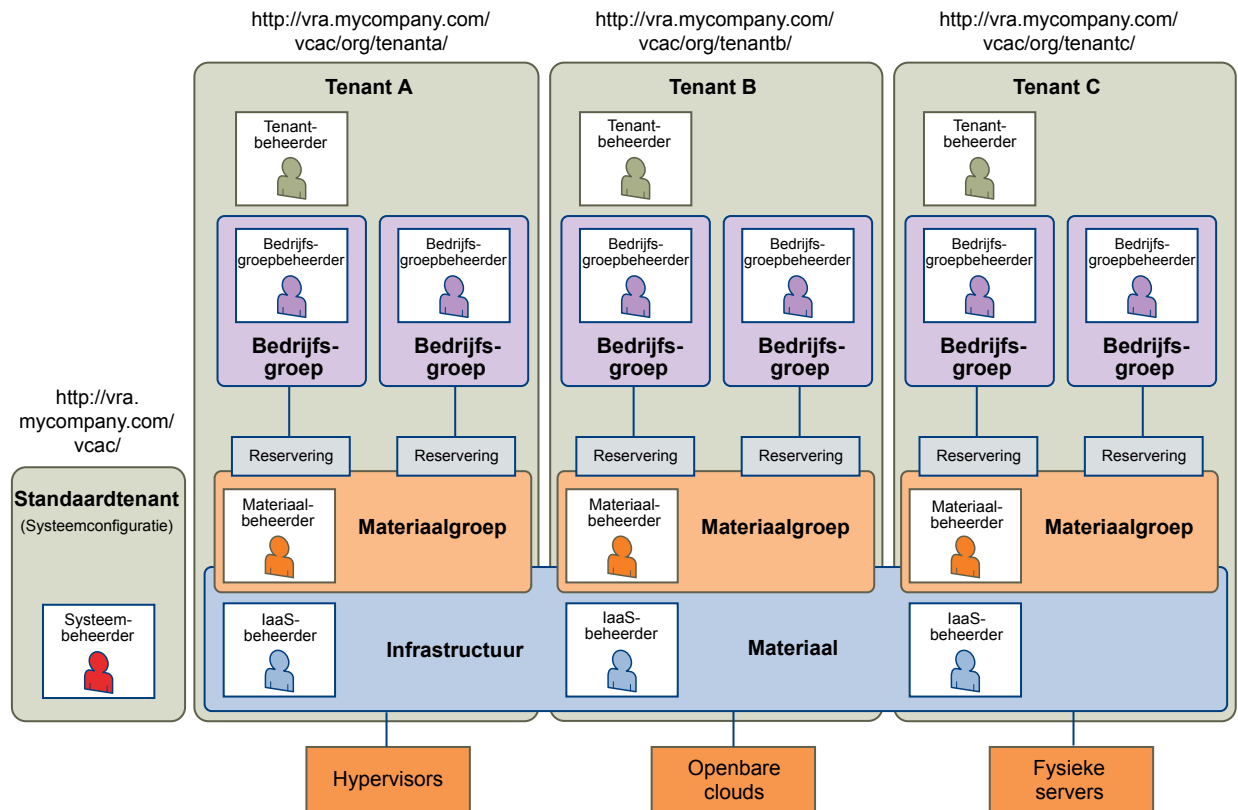 http://vra.mycompany.com/
vcac/org/tenanta/
http://vra.mycompany.com/
vcac/org/tenantb/
http://vra.mycompany.com/
vcac/org/tenantc/
Tenant A
Tenant B
Tenant C
Tenant-
beheerder
Tenant-
beheerder
Tenant-
beheerder
Bedrijfs-
groepbeheerder
Bedrijfs-
groepbeheerder
Bedrijfs-
groepbeheerder
Bedrijfs-
groepbeheerder
Bedrijfs-
groepbeheerder
Bedrijfs-
groepbeheerder
Bedrijfs-
groep
Bedrijfs-
groep
Bedrijfs-
groep
Bedrijfs-
groep
Bedrijfs-
groep
Bedrijfs-
groep
http://vra.
mycompany.com/
vcac/
Reservering
Reservering
Reservering
Reservering
Reservering
Reservering
Standaardtenant
(Systeemconfiguratie)
Materiaal-
beheerder
Materiaalgroep
Materiaal-
beheerder
Materiaalgroep
Materiaal-
beheerder
Materiaalgroep
Systeem-
beheerder
IaaS-
beheerder
Infrastructuur
IaaS-
beheerder
Materiaal
IaaS-
beheerder
Hypervisors
Openbare
clouds
Fysieke
servers